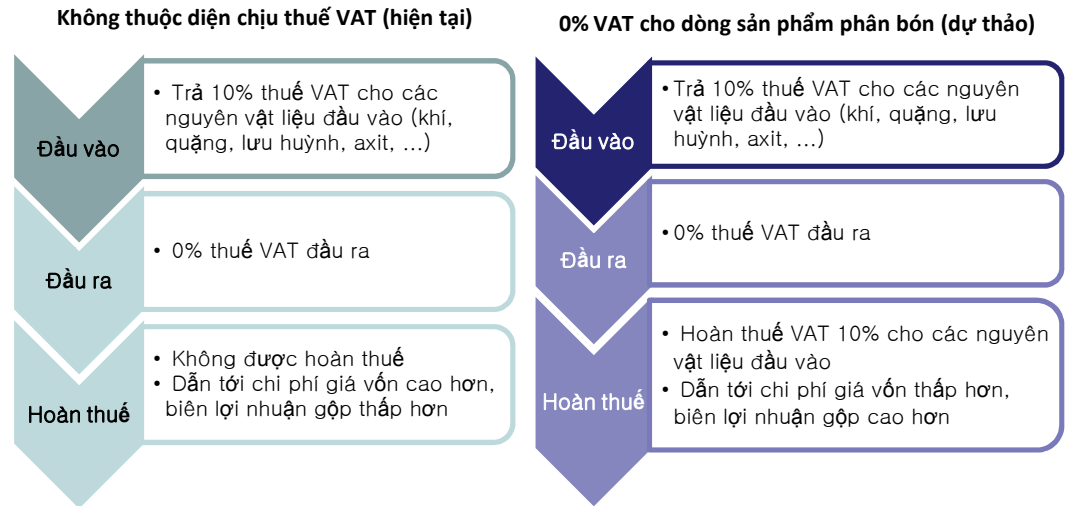 Không thuộc diện chịu thuế VAT (hiện tại)
Đầu vào
• Trả 10% thuế VAT cho các
nguyên vật liệu đầu vào (khí,
quặng, lưu huỳnh, axit, ...)
Đầu ra
• 0% thuế VAT đầu ra
Hoàn thuế
• Không được hoàn thuế
• Dẫn tới chi phí giá vốn cao hơn,
biên lợi nhuận gộp thấp hơn
0% VAT cho dòng sản phẩm phân bón (dự thảo)
Đầu vào
• Trả 10% thuế VAT cho các nguyên
vật liệu đầu vào (khí, quặng, lưu
huỳnh, axit, ...)
Đầu ra
• 0% thuế VAT đầu ra
Hoàn thuế
• Hoàn thuế VAT 10% cho các nguyên
vật liệu đầu vào
• Dẫn tới chi phí giá vốn thấp hơn,
biên lợi nhuận gộp cao hơn